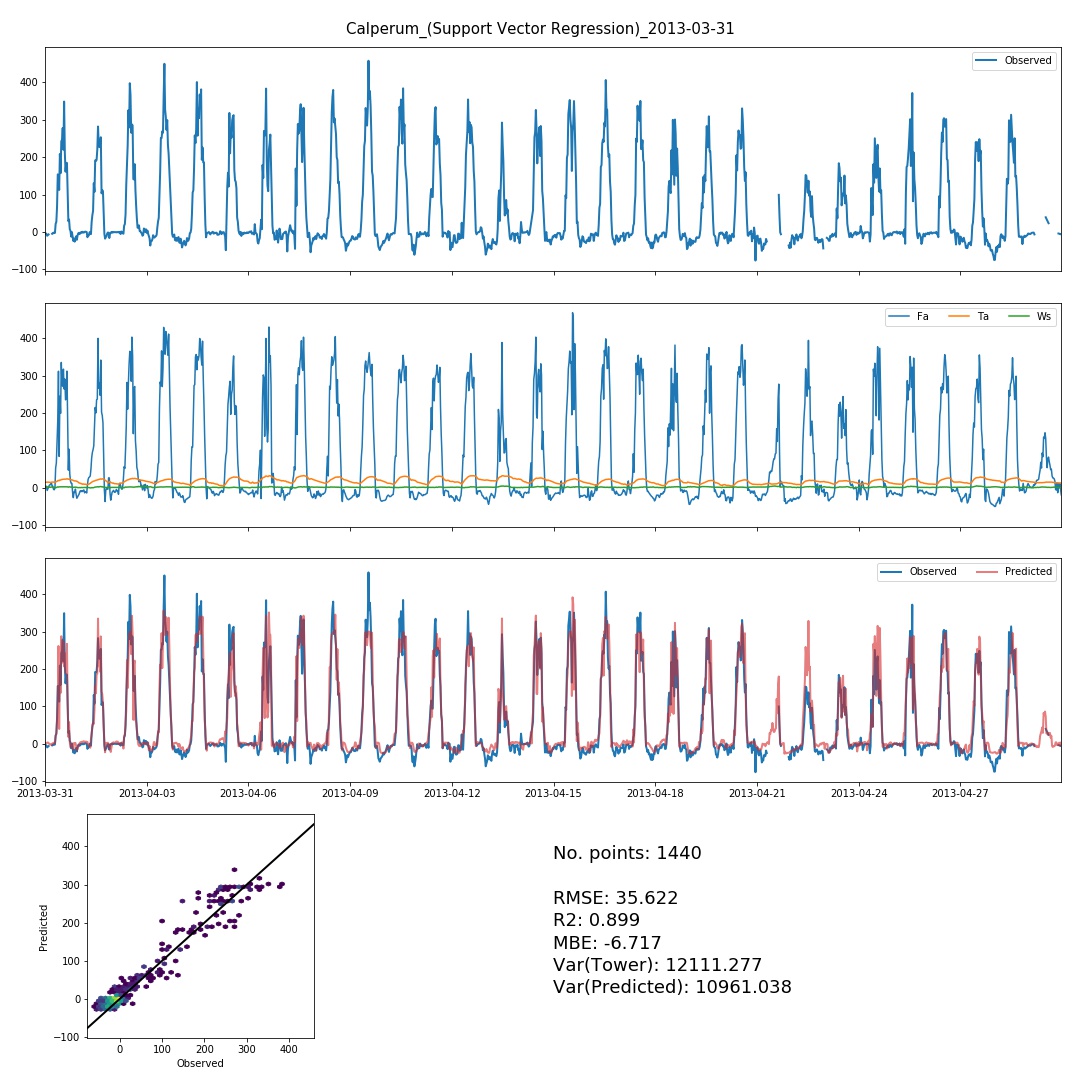 Calperum_(Support Vector Regression)_2013-03-31
Observed
400
300
200
100
0
−100
Fa Ta Ws
400
300
200
100
0
−100
Observed Predicted
400
300
200
100
0
−100
2013-03-31 2013-04-03 2013-04-06 2013-04-09 2013-04-12 2013-04-15 2013-04-18 2013-04-21 2013-04-24 2013-04-27
400
300
200
100
0
−100
Predicted
0 100 200 300 400
Observed
No. points: 1440
RMSE: 35.622
R2: 0.899
MBE: -6.717
Var(Tower): 12111.277
Var(Predicted): 10961.038